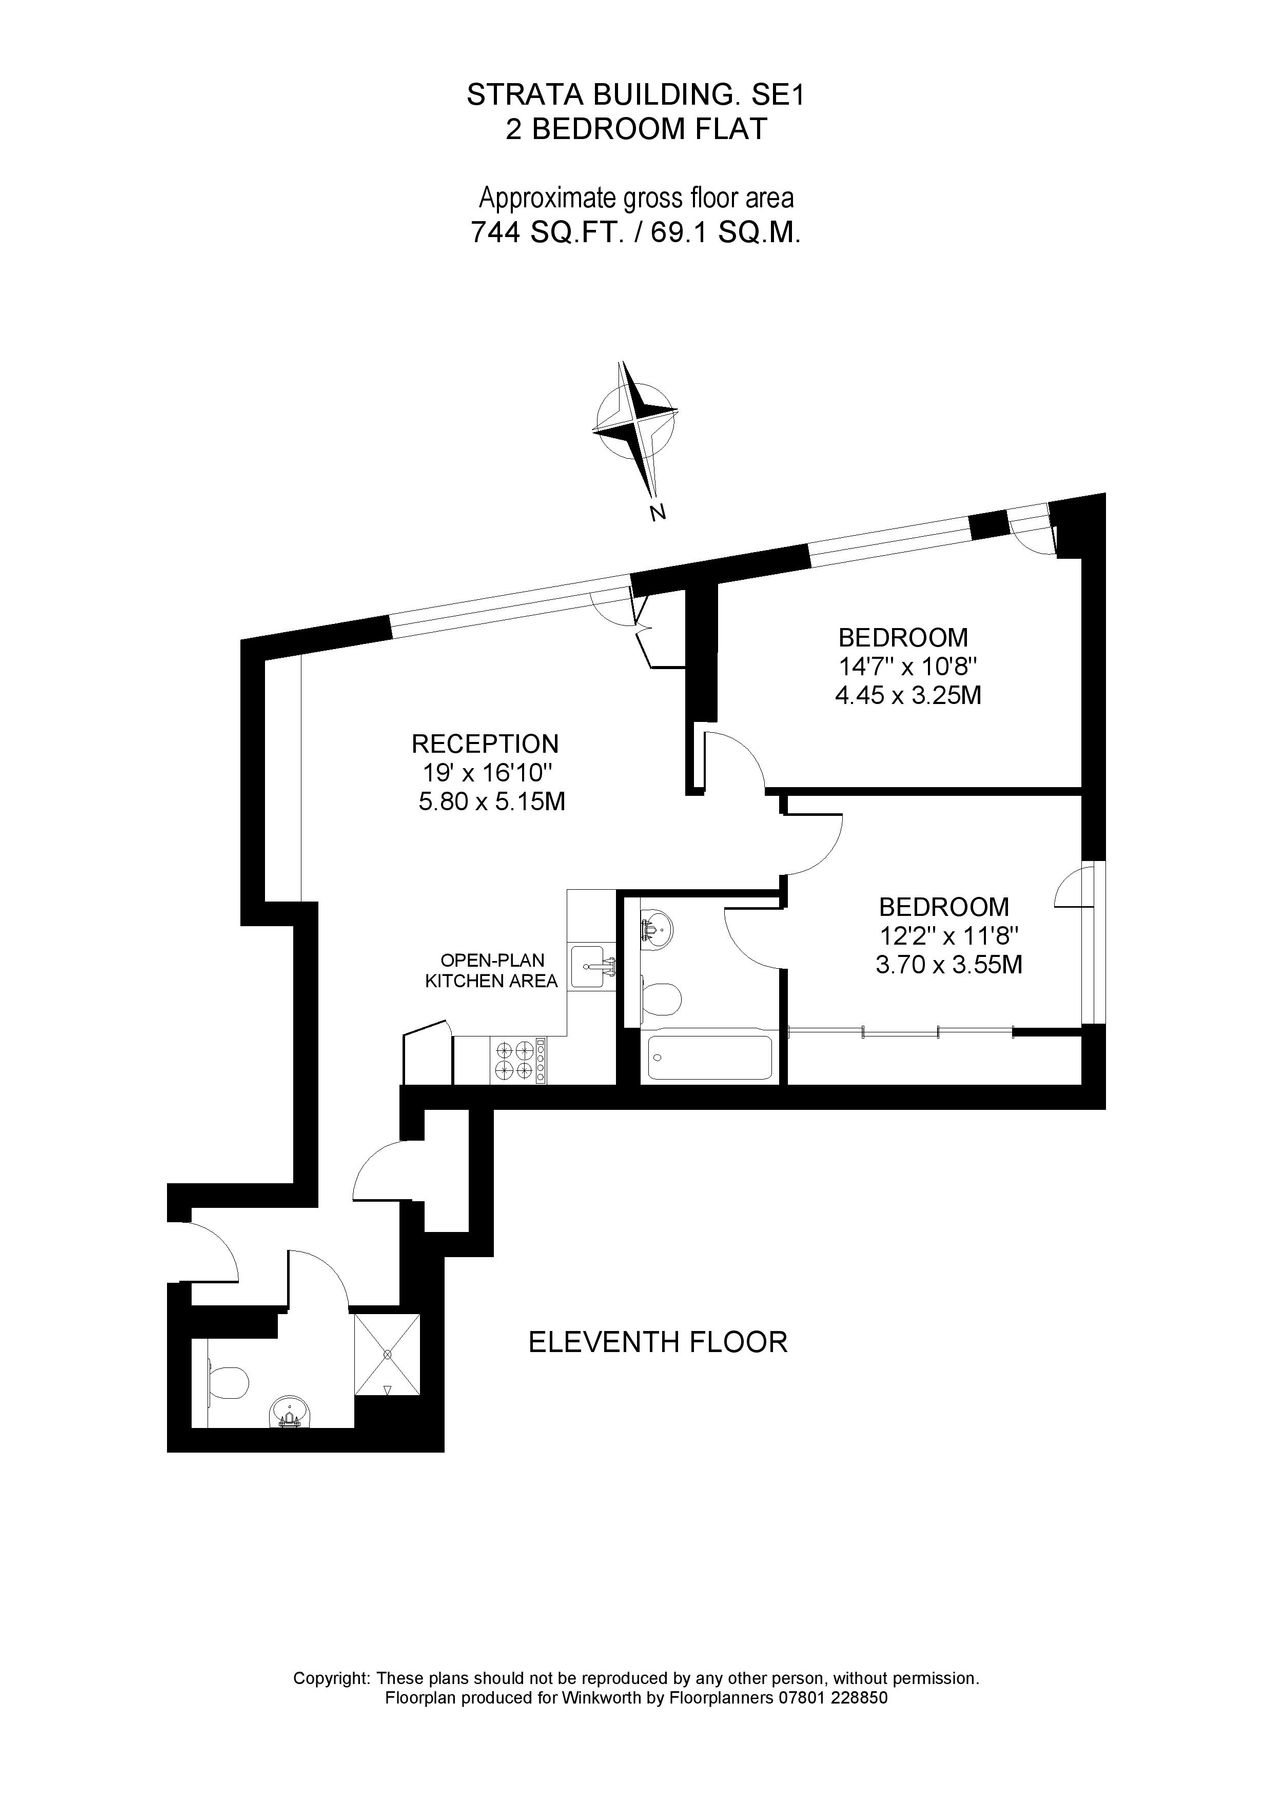 STRATA BUILDING. SE1
2 BEDROOM FLAT
Approximate gross floor area
744 SQ.FT. / 69.1 SQ.M.
N
BEDROOM
14'7" x 10'8"
4.45 x 3.25M
RECEPTION
19' x 16'10"
5.80 x 5.15M
BEDROOM
12'2" x 11'8"
3.70 x 3.55M
OPEN-PLAN
KITCHEN AREA
ELEVENTH FLOOR
Copyright: These plans should not be reproduced by any other person, without permission.
Floorplan produced for Winkworth by Floorplanners 07801 228850